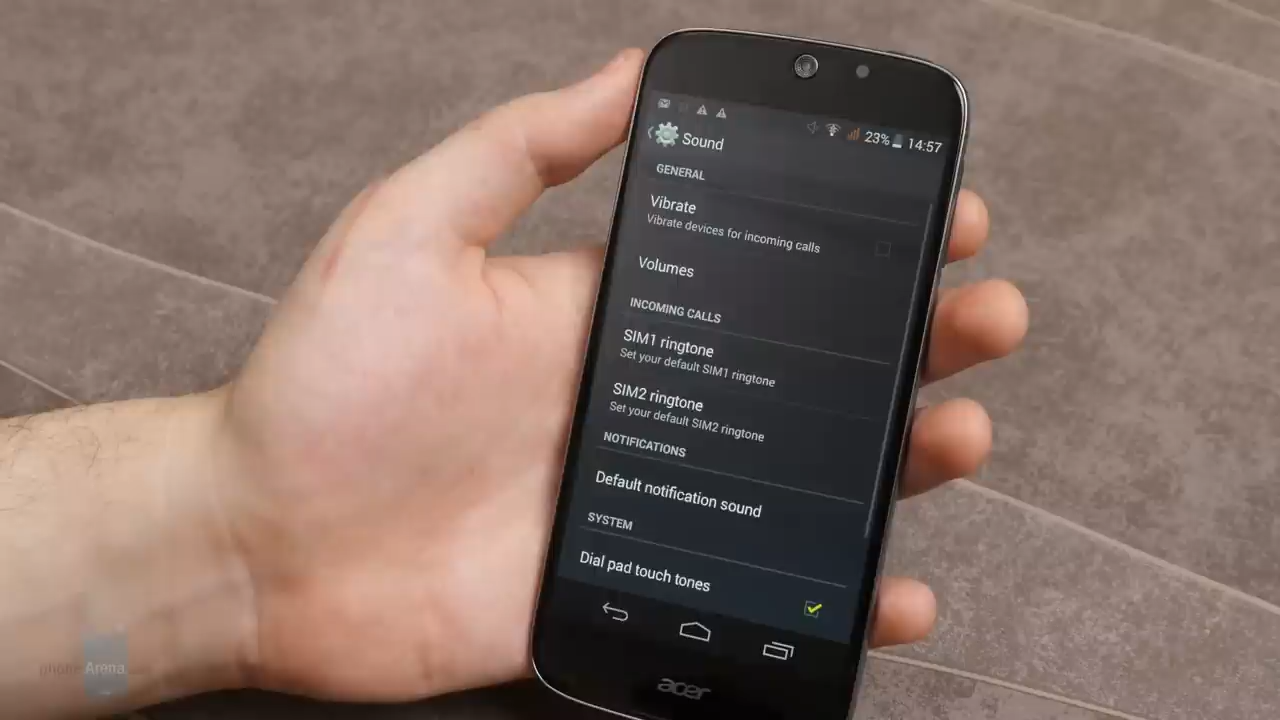 23% 14:57
Sound
GENERAL
Vibrate
Vibrate devices for incoming calls
Volumes
INCOMING CALLS
SIM1 ringtone
Set your default SIM1 ringtone
SIM2 ringtone
Set your default SIM2 ringtone
NOTIFICATIONS
Default notification sound
SYSTEM
Dial pad touch tones
acer
phoneArena